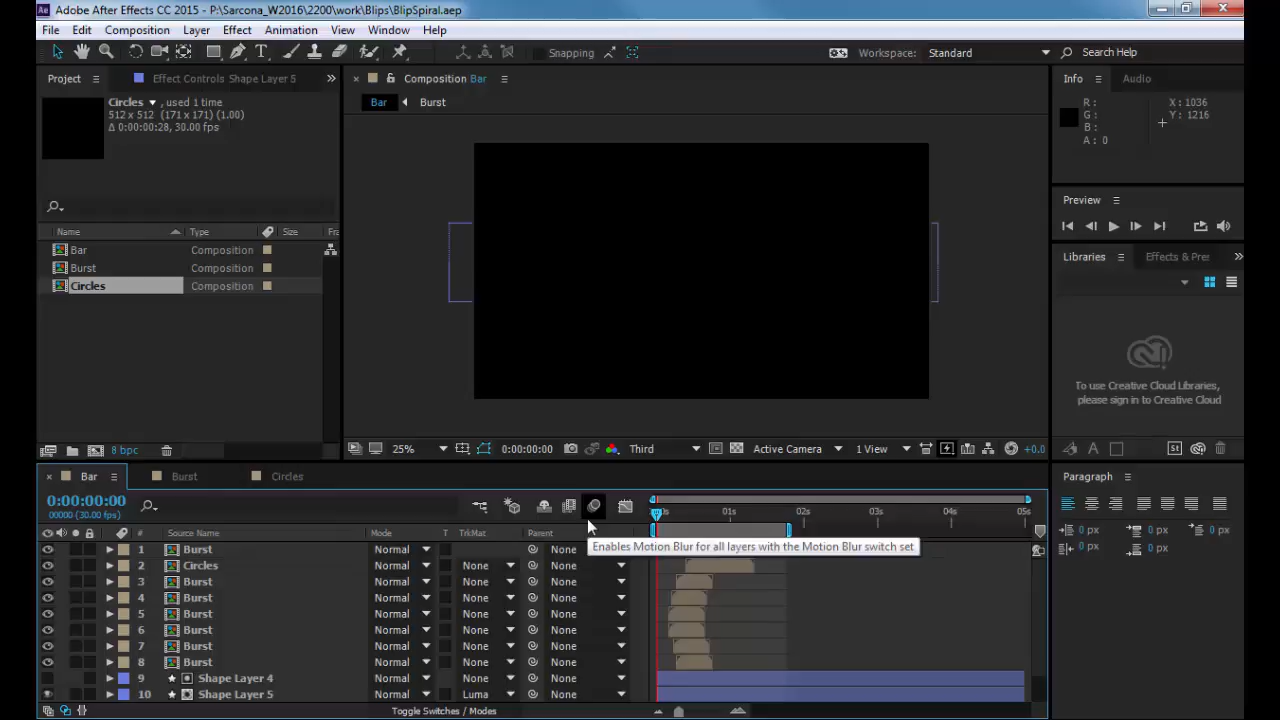 Adobe After Effects CC 2015 - P:\Sarcona_W2016\2200\work\Blips\BlipSpiral.aep
File Edit Composition Layer Effect Animation View Window Help
Snapping Workspace: Standard Search Help
Project Effect Controls Shape Layer 5
Circles , used 1 time
512 x 512 (171 x 171) (1.00)
Δ 0:00:00:28, 30.00 fps
Name Type Size Fra
Bar Composition
Burst Composition
Circles Composition
8 bpc
Composition Bar
Bar Burst
25% 0:00:00:00 Third Active Camera 1 View +0.0
Info Audio
R: X: 1036
G: Y: 1216
B:
A: 0
Preview
Libraries Effects & Pre
To use Creative Cloud Libraries,
please sign in to Creative Cloud
Paragraph
0 px 0 px 0 px
0 px 0 px
Bar Burst Circles
0:00:00:00
00000 (30.00 fps)
01s 02s 03s 04s 05s
# Source Name Mode T TrkMat Parent
Enables Motion Blur for all layers with the Motion Blur switch set
1 Burst Normal None
2 Circles Normal None None
3 Burst Normal None None
4 Burst Normal None None
5 Burst Normal None None
6 Burst Normal None None
7 Burst Normal None None
8 Burst Normal None None
9 Shape Layer 4 Normal None None
10 Shape Layer 5 Normal Luma None
Toggle Switches / Modes